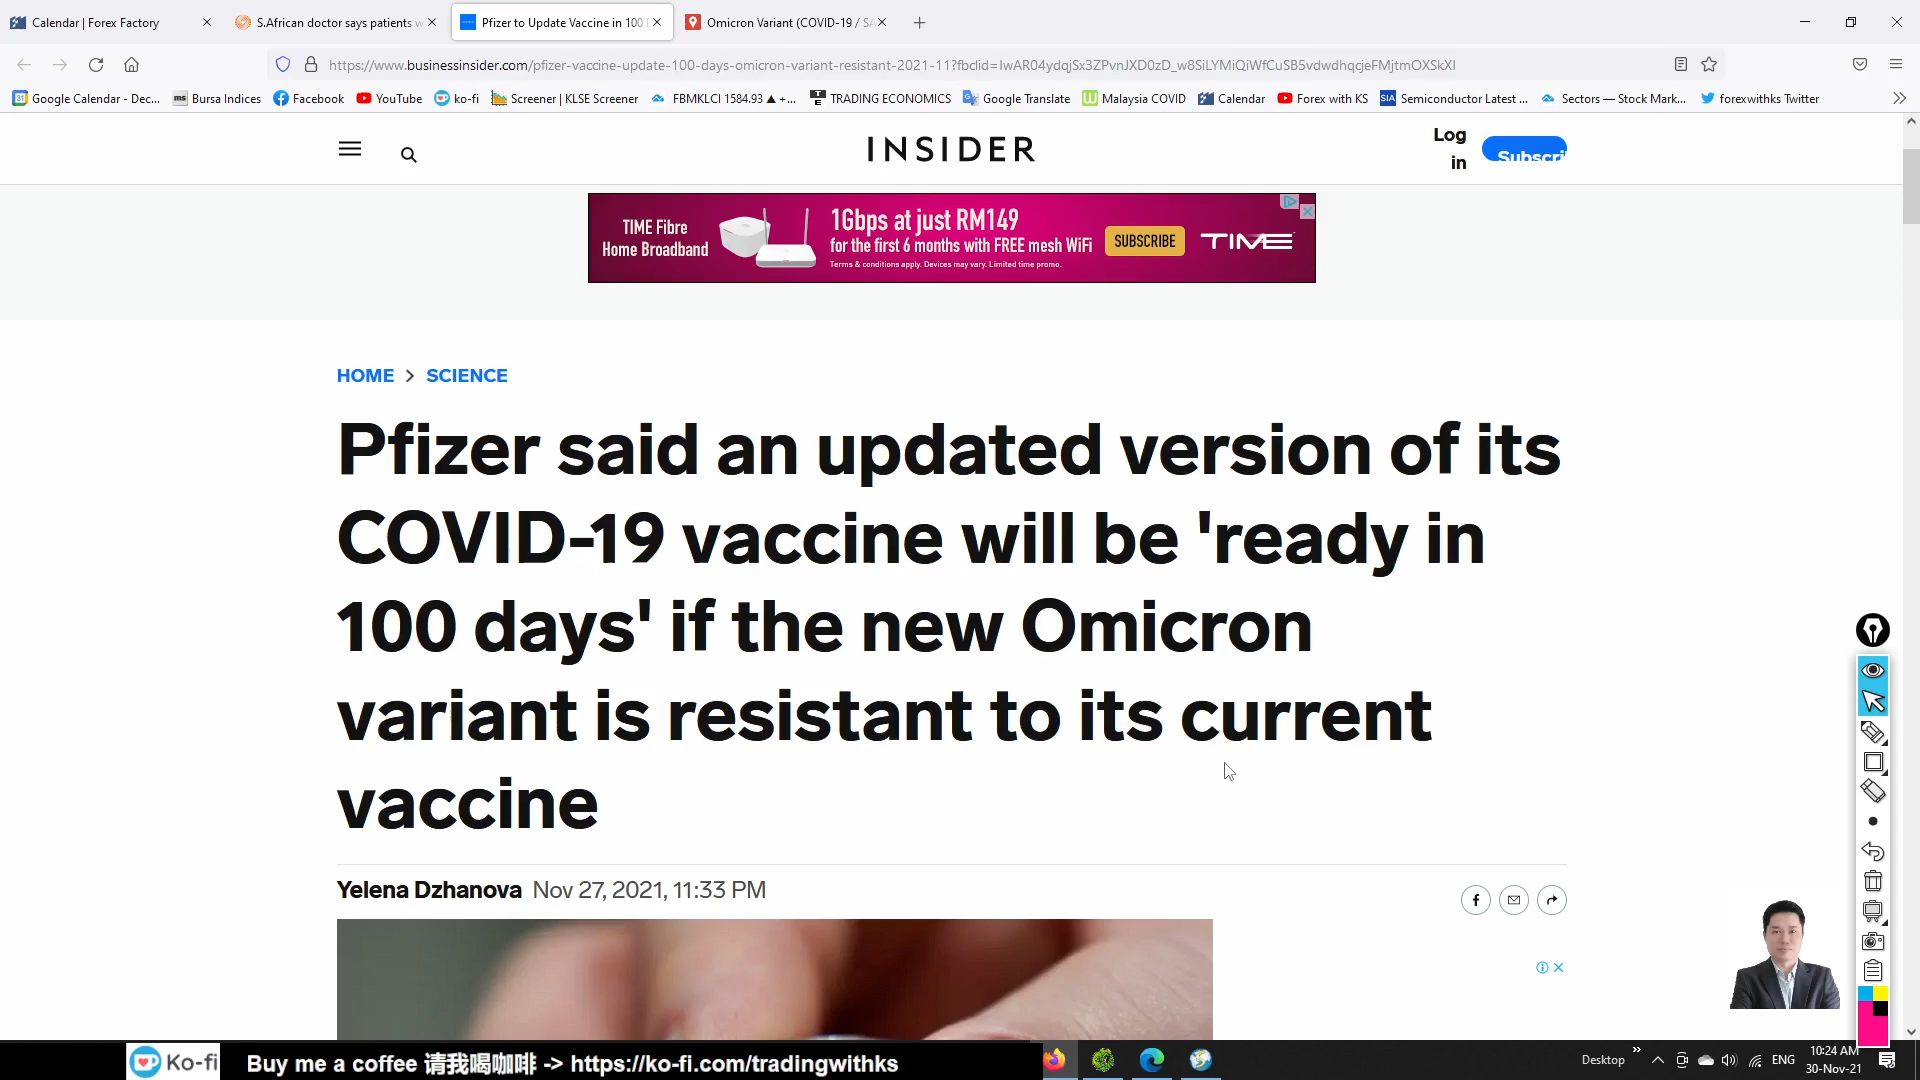 Calendar | Forex Factory
S.African doctor says patients w
Pfizer to Update Vaccine in 100
Omicron Variant (COVID-19 / SA
https://www.businessinsider.com/pfizer-vaccine-update-100-days-omicron-variant-resistant-2021-11?fbclid=IwAR04ydqjSx3ZPvnJXD0zD_w8SiLYMiQiWfCuSB5vdwdhqcjeFMjtmOXSkXI
Google Calendar - Dec...
Bursa Indices
Facebook
YouTube
ko-fi
Screener | KLSE Screener
FBMKLCI 1584.93 ▲ +...
TRADING ECONOMICS
Google Translate
Malaysia COVID
Calendar
Forex with KS
SIA
Semiconductor Latest ...
Sectors — Stock Mark...
forexwithks Twitter
INSIDER
Log in
Subscri
TIME Fibre
Home Broadband
1Gbps at just RM149
for the first 6 months with FREE mesh WiFi
Terms & conditions apply. Devices may vary. Limited time promo.
SUBSCRIBE
TIME
HOME > SCIENCE
Pfizer said an updated version of its
COVID-19 vaccine will be 'ready in
100 days' if the new Omicron
variant is resistant to its current
vaccine
Yelena Dzhanova Nov 27, 2021, 11:33 PM
Ko-fi
Buy me a coffee 请我喝咖啡 -> https://ko-fi.com/tradingwithks
Desktop
ENG
10:24 AM
30-Nov-21